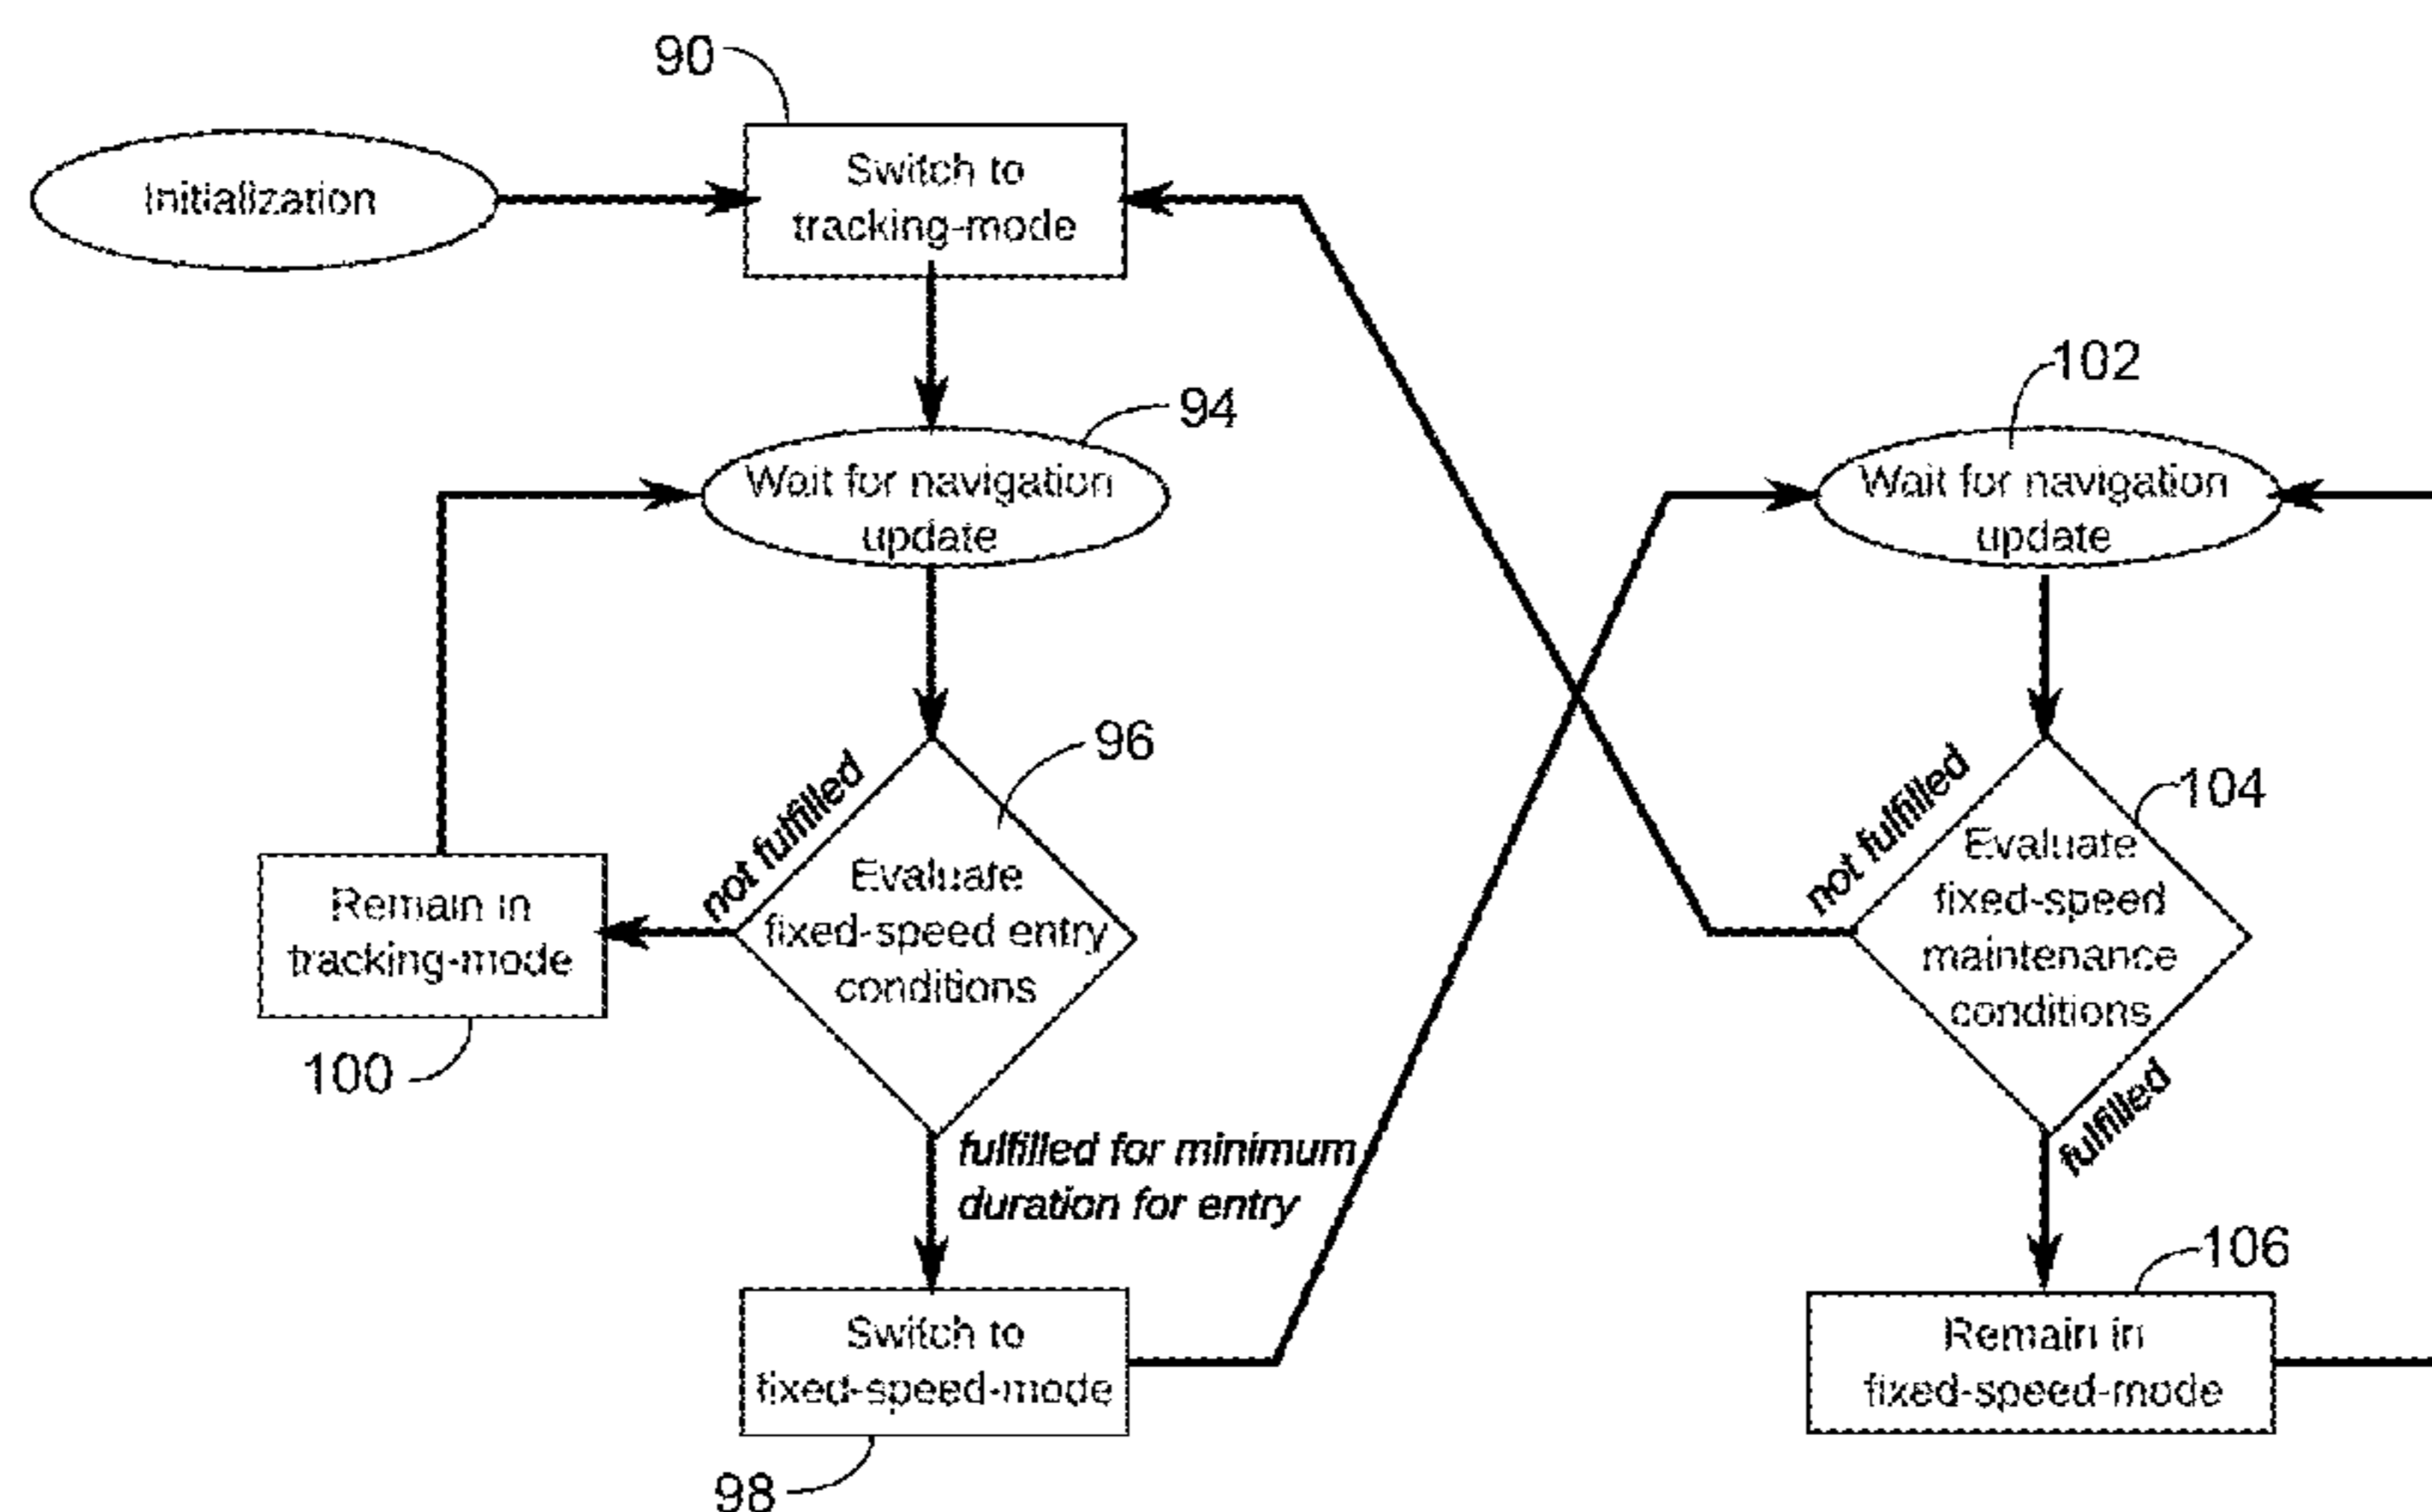 90
Initialization
Switch to
tracking-mode
94
Wait for navigation
update
96
not fulfilled
Evaluate
fixed-speed entry
conditions
Remain in
tracking-mode
100
fulfilled for minimum
duration for entry
Switch to
fixed-speed-mode
98
102
Wait for navigation
update
104
not fulfilled
Evaluate
fixed-speed
maintenance
conditions
fulfilled
106
Remain in
fixed-speed-mode